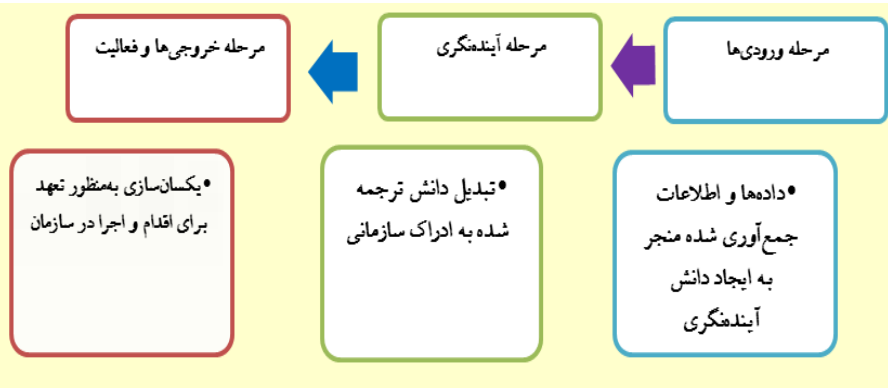 مرحله ورودی‌ها
مرحله آینده‌نگری
مرحله خروجی‌ها و فعالیت
•داده‌ها و اطلاعات
جمع‌آوری شده منجر
به ایجاد دانش
آینده‌نگری
•تبدیل دانش ترجمه
شده به ادراک سازمانی
•یکسان‌سازی به‌منظور تعهد
برای اقدام و اجرا در سازمان